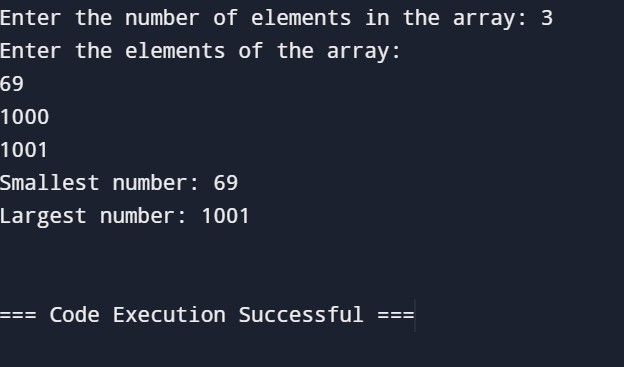 Enter the number of elements in the array: 3
Enter the elements of the array:
69
1000
1001
Smallest number: 69
Largest number: 1001
=== Code Execution Successful ===